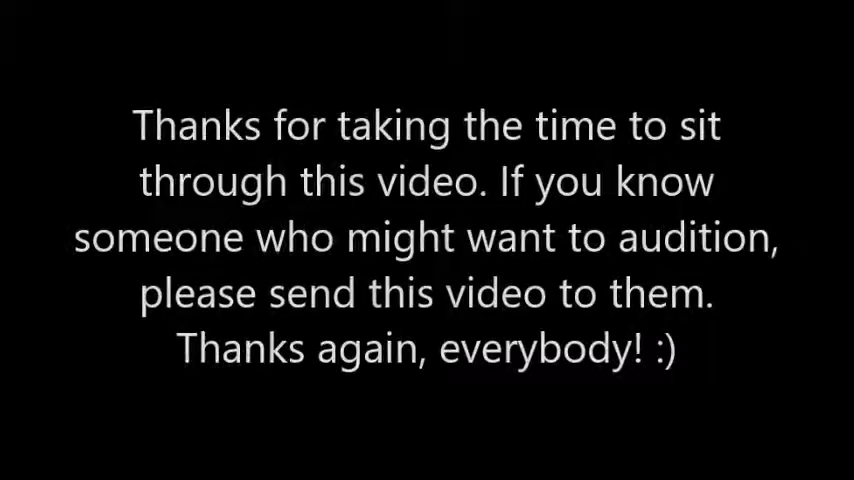 Thanks for taking the time to sit
through this video. If you know
someone who might want to audition,
please send this video to them.
Thanks again, everybody! :)